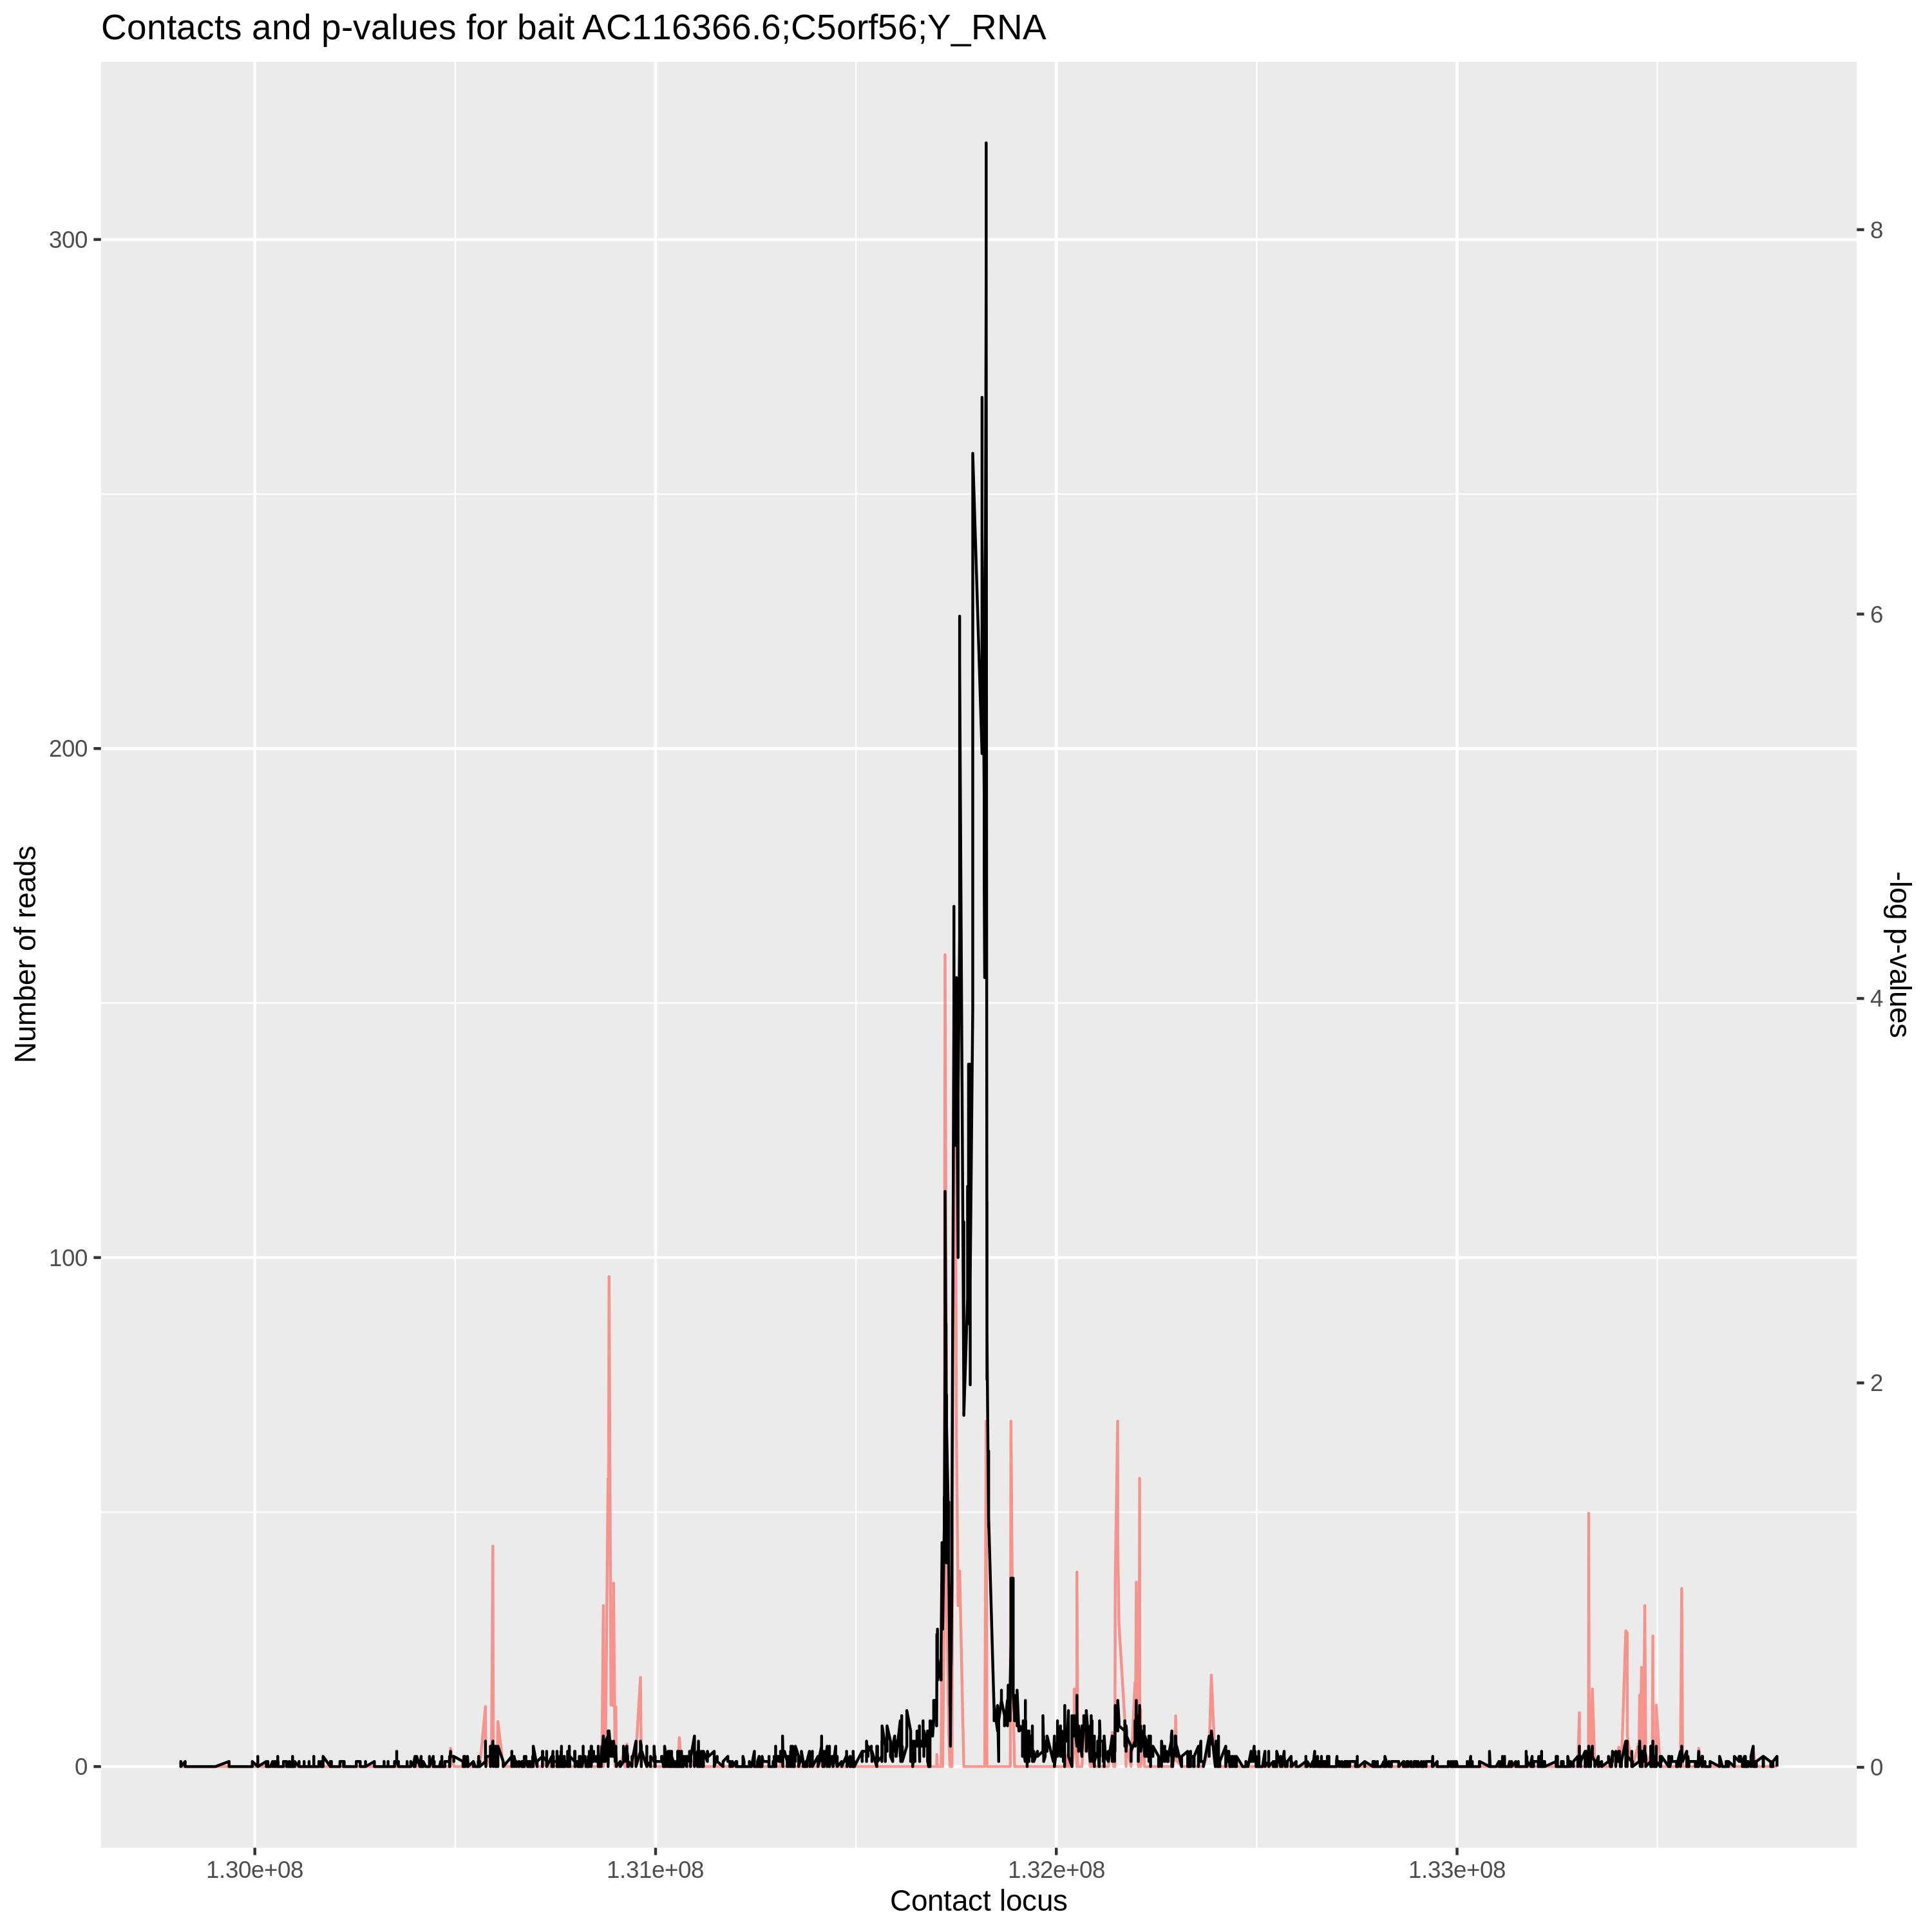 Contacts and p-values for bait AC116366.6;C5orf56;Y_RNA
300
200
100
0
Number of reads
8
6
4
2
0
-log p-values
1.30e+08
1.31e+08
1.32e+08
1.33e+08
Contact locus